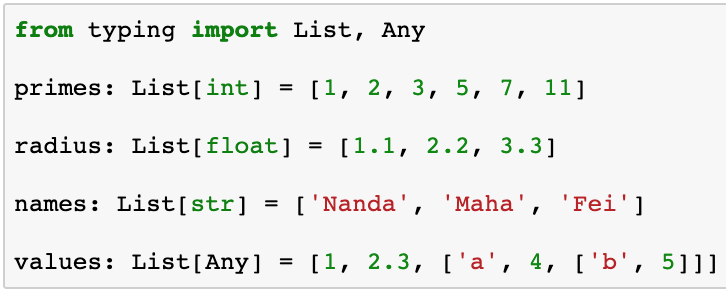 from typing import List, Any
primes: List[int] = [1, 2, 3, 5, 7, 11]
radius: List[float] = [1.1, 2.2, 3.3]
names: List[str] = ['Nanda', 'Maha', 'Fei']
values: List[Any] = [1, 2.3, ['a', 4, ['b', 5]]]